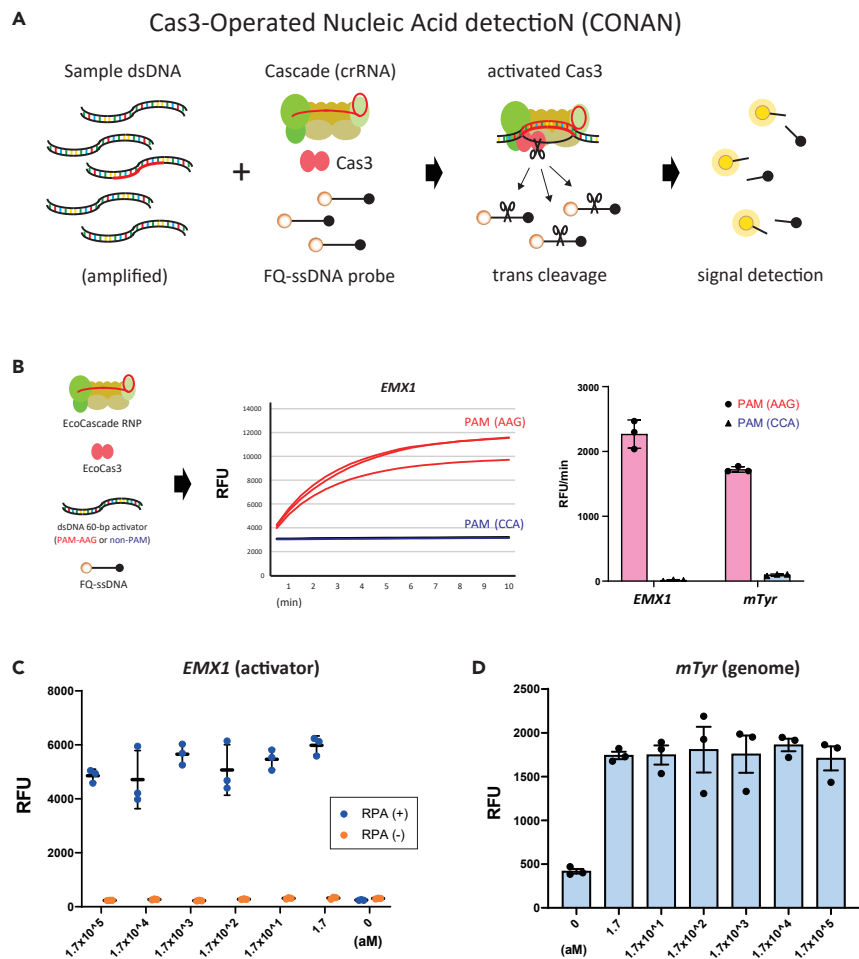 A
Cas3-Operated Nucleic Acid detectioN (CONAN)
Sample dsDNA
Cascade (crRNA)
activated Cas3
+
Cas3
(amplified)
FQ-ssDNA probe
trans cleavage
signal detection
B
EcoCascade RNP
EcoCas3
dsDNA 60-bp activator
(PAM-AAG or non-PAM)
FQ-ssDNA
EMX1
RFU
14000
12000
10000
8000
6000
4000
2000
0
PAM (AAG)
PAM (CCA)
1 2 3 4 5 6 7 8 9 10
(min)
RFU/min
3000
2000
1000
0
PAM (AAG)
PAM (CCA)
EMX1 mTyr
C
EMX1 (activator)
RFU
8000
6000
4000
2000
0
RPA (+)
RPA (-)
1.7x10^5 1.7x10^4 1.7x10^3 1.7x10^2 1.7x10^1 1.7 0
(aM)
D
mTyr (genome)
RFU
2500
2000
1500
1000
500
0
0 1.7 1.7x10^1 1.7x10^2 1.7x10^3 1.7x10^4 1.7x10^5
(aM)